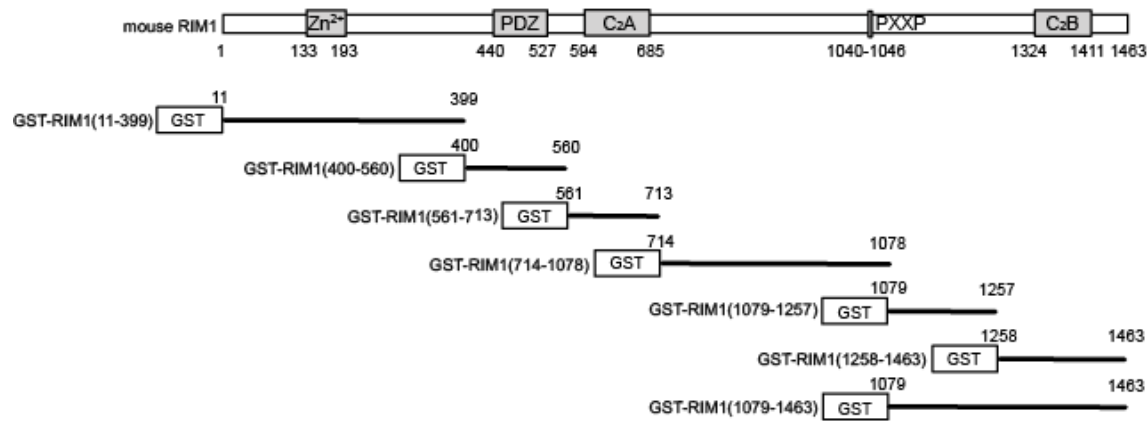 mouse RIM1 Zn²⁺ PDZ C₂A PXXP C₂B
1 133 193 440 527 594 685 1040-1046 1324 1411 1463
11 399
GST-RIM1(11-399) GST
400 560
GST-RIM1(400-560) GST
561 713
GST-RIM1(561-713) GST
714 1078
GST-RIM1(714-1078) GST
1079 1257
GST-RIM1(1079-1257) GST
1258 1463
GST-RIM1(1258-1463) GST
1079 1463
GST-RIM1(1079-1463) GST